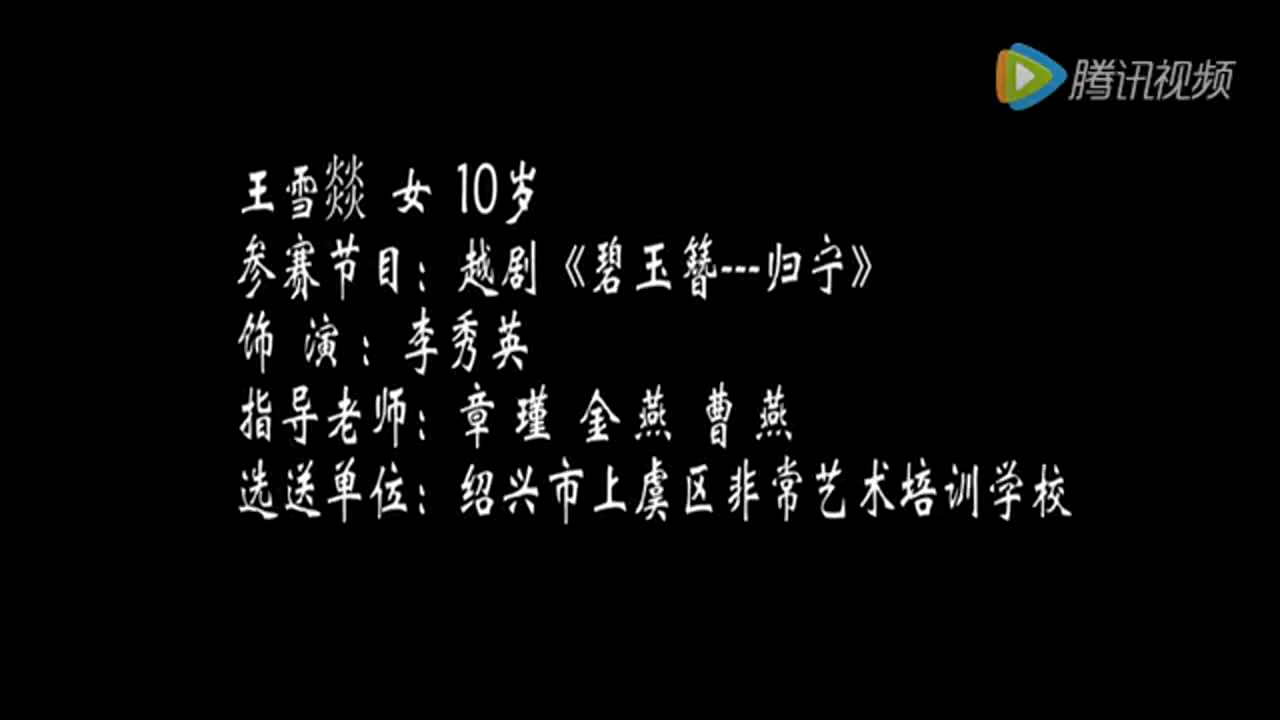 腾讯视频
王雪燚 女 10岁
参赛节目：越剧《碧玉簪---归宁》
饰 演：李秀英
指导老师：章瑾 金燕 曹燕
选送单位：绍兴市上虞区非常艺术培训学校